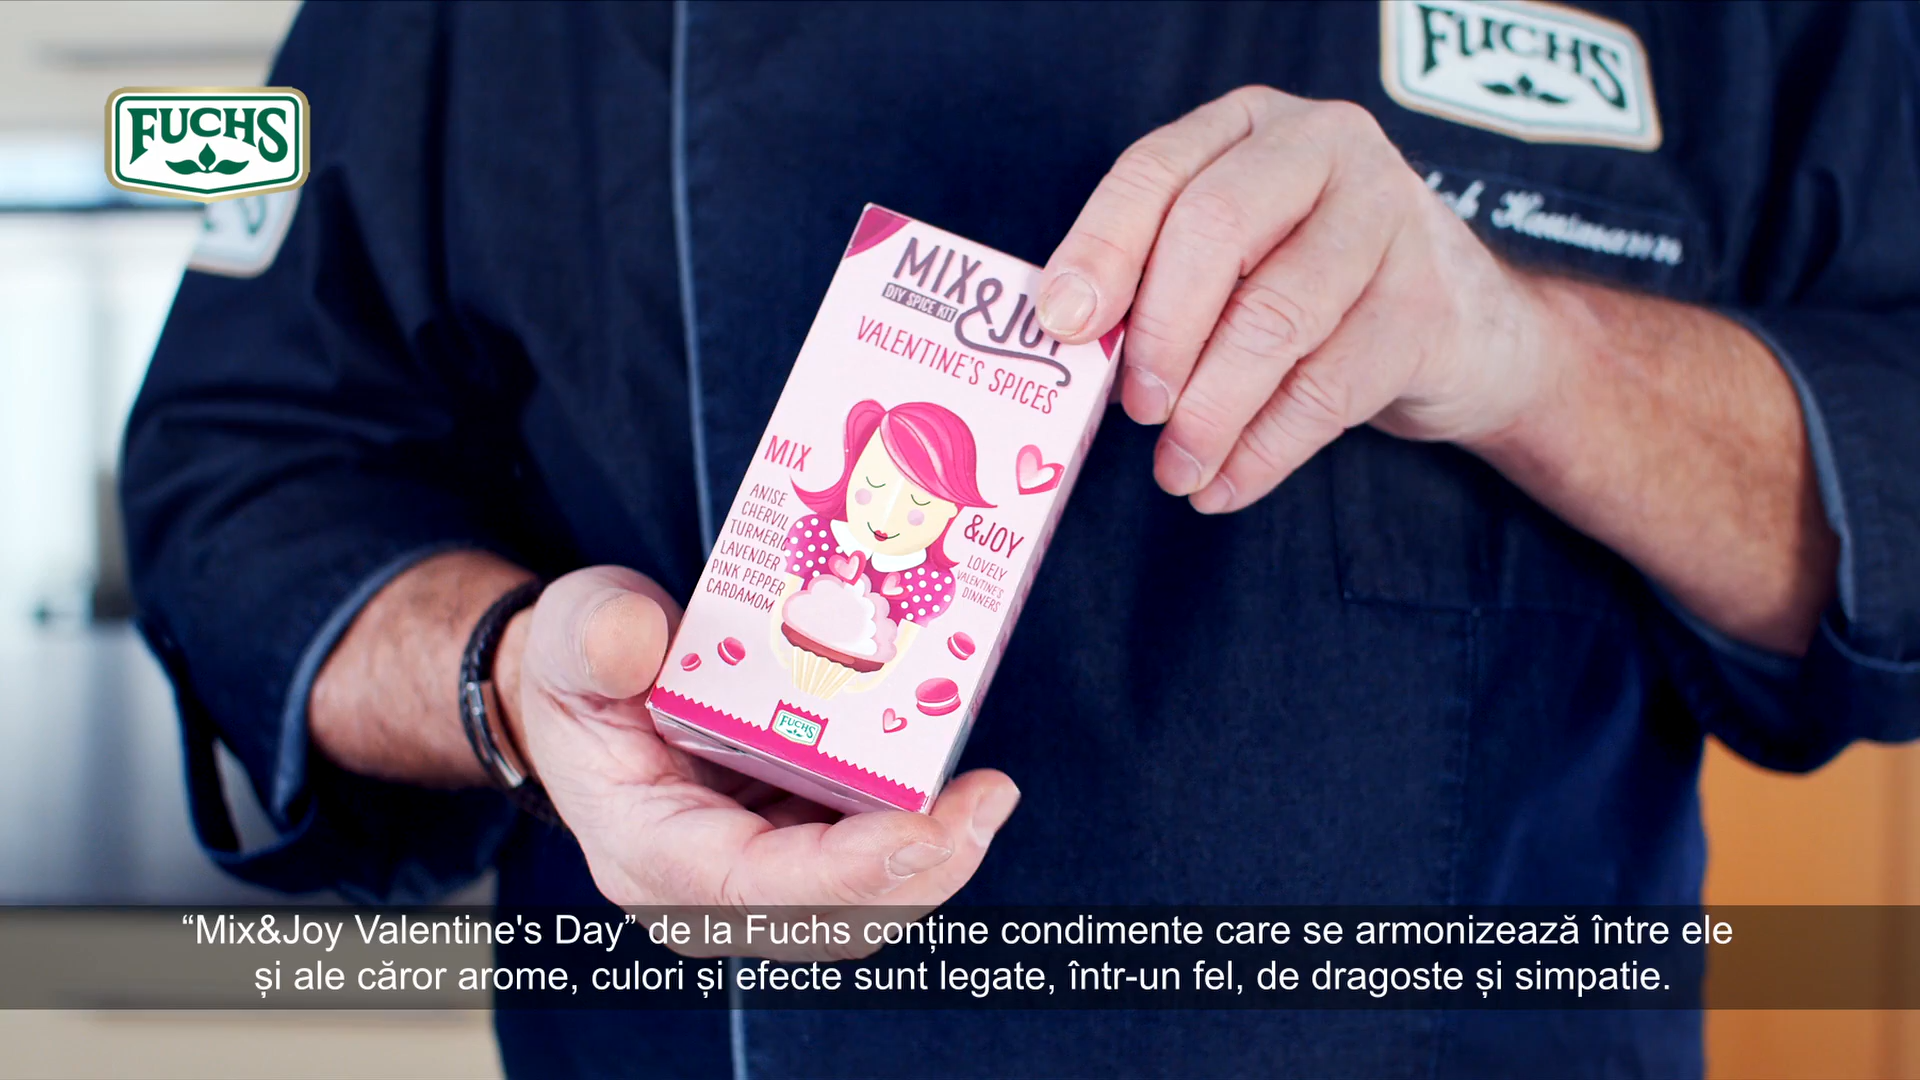 FUCHS
FUCHS
Hausmann
MIX&JOY
DIY SPICE KIT
VALENTINE'S SPICES
MIX
ANISE
CHERVIL
TURMERIC
LAVENDER
PINK PEPPER
CARDAMOM
&JOY
LOVELY
VALENTINE'S
DINNERS
FUCHS
“Mix&Joy Valentine's Day” de la Fuchs conține condimente care se armonizează între ele
și ale căror arome, culori și efecte sunt legate, într-un fel, de dragoste și simpatie.